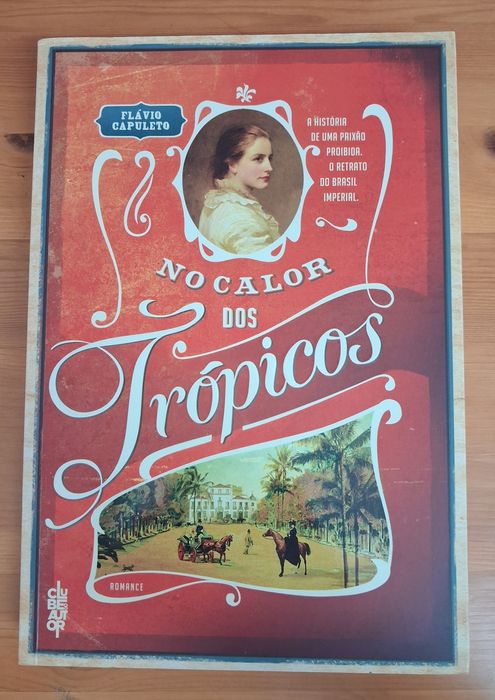 FLÁVIO
CAPULETO
A HISTÓRIA
DE UMA PAIXÃO
PROIBIDA.
O RETRATO
DO BRASIL
IMPERIAL.
NO CALOR
DOS
Trópicos
ROMANCE
CLUBE DO AUTOR